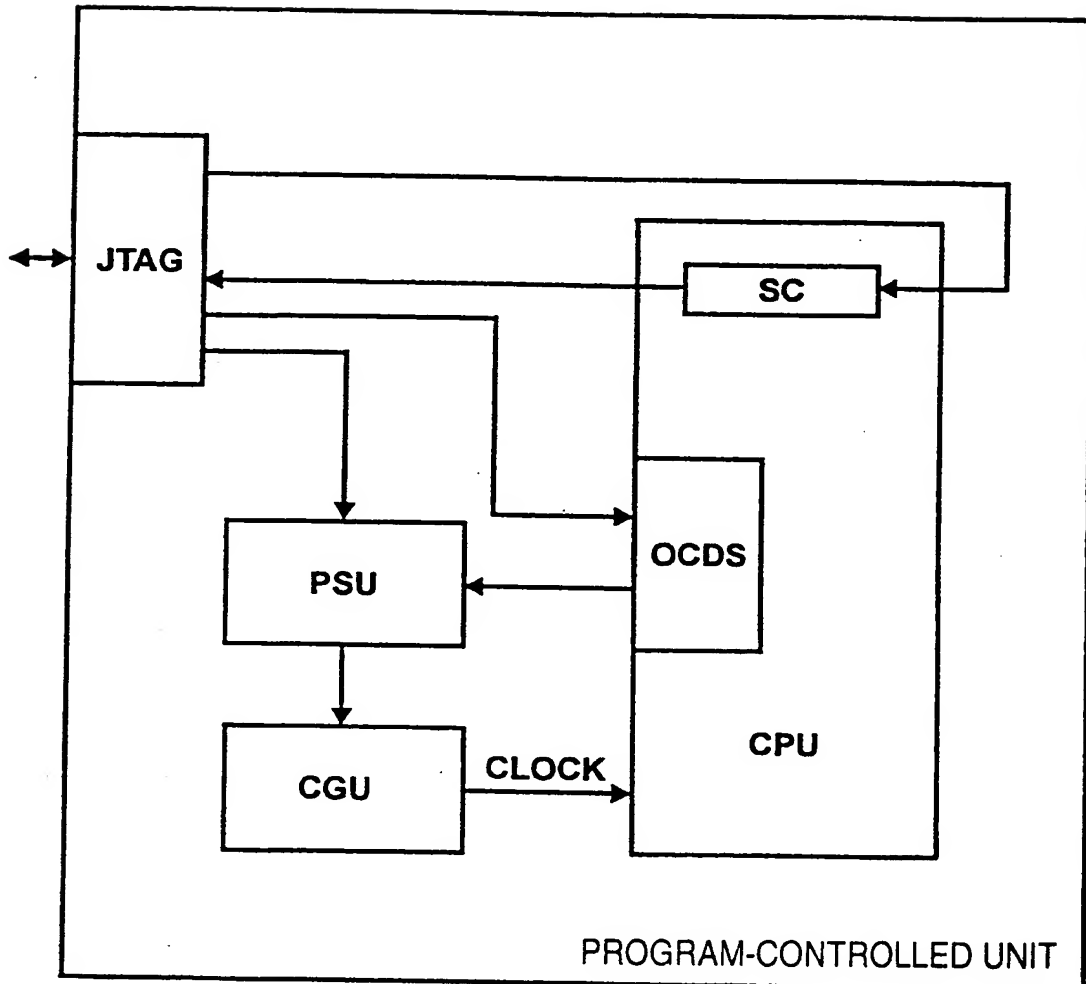 JTAG
SC
OCDS
PSU
CPU
CLOCK
CGU
PROGRAM-CONTROLLED UNIT